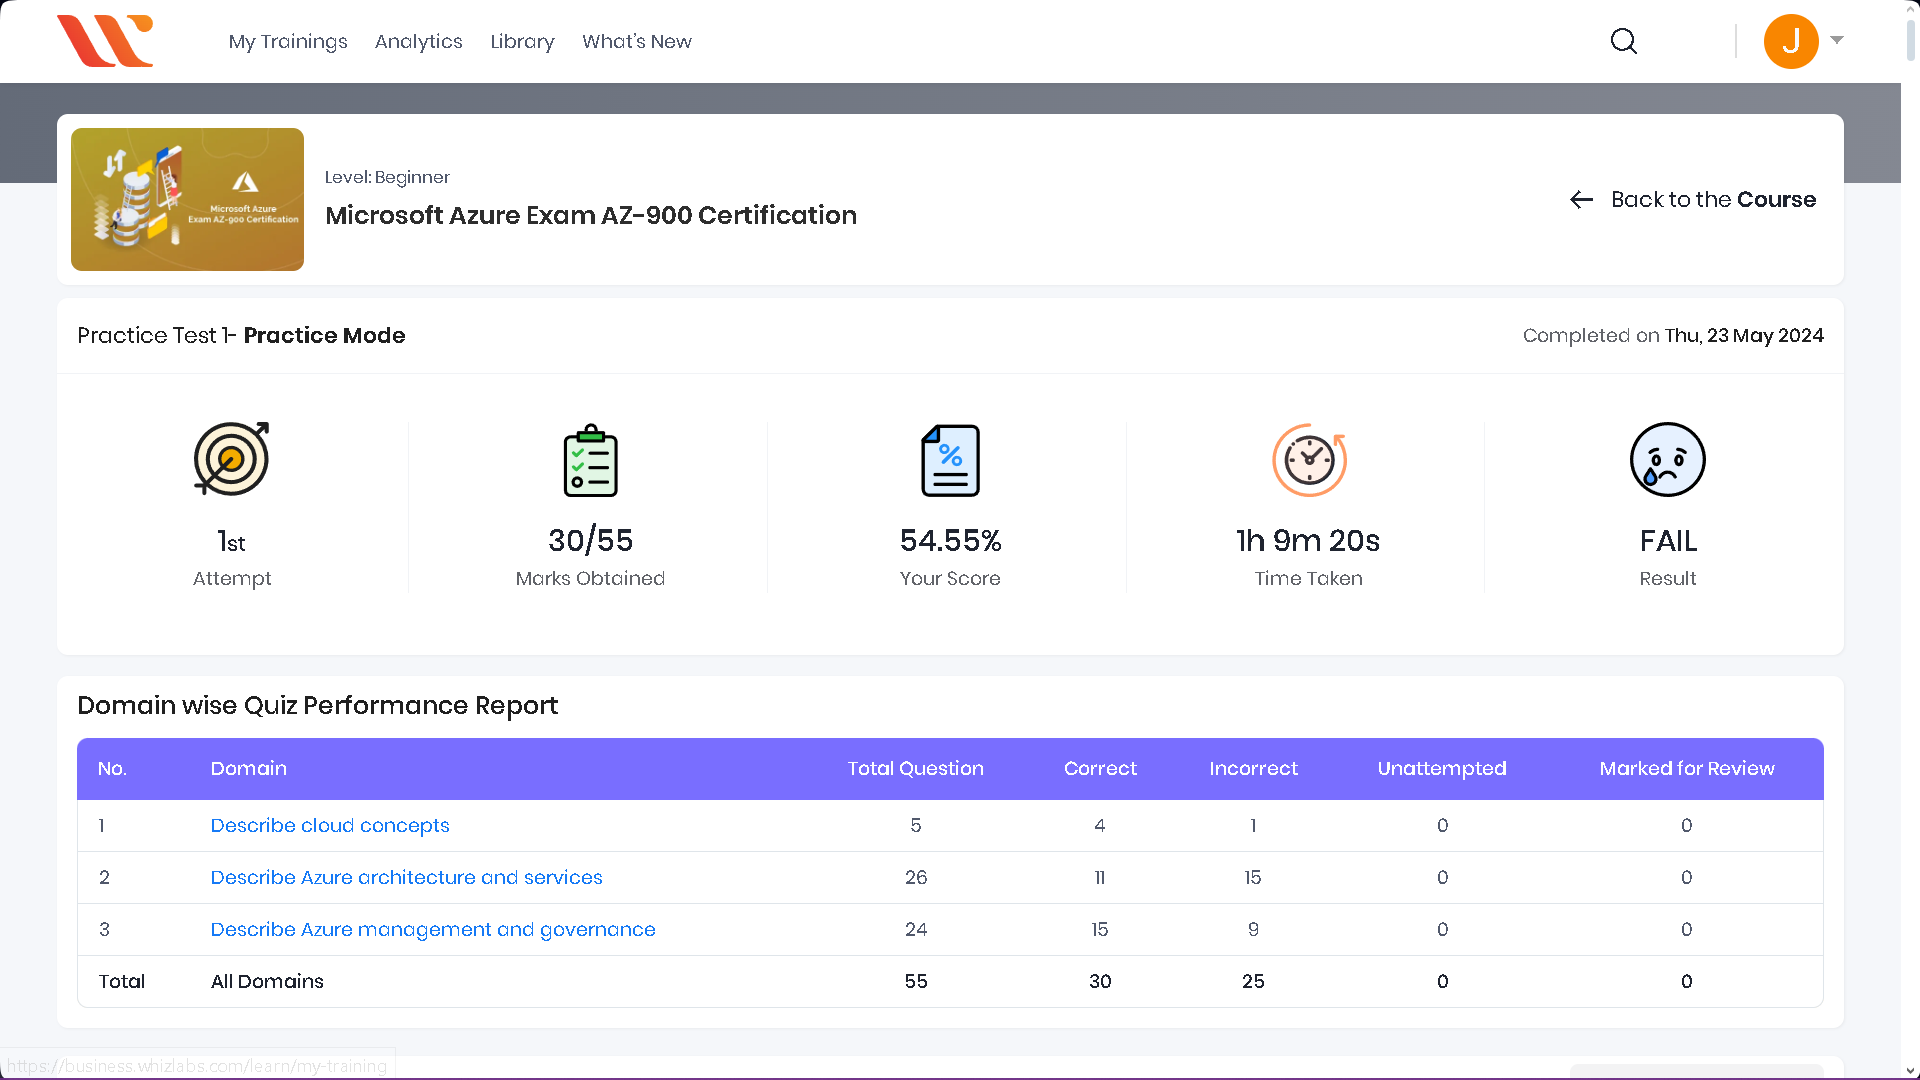 My Trainings Analytics Library What's New
J
Microsoft Azure
Exam AZ-900 Certification
Level: Beginner
Microsoft Azure Exam AZ-900 Certification
Back to the Course
Practice Test 1- Practice Mode
Completed on Thu, 23 May 2024
%
1st
Attempt
30/55
Marks Obtained
54.55%
Your Score
1h 9m 20s
Time Taken
FAIL
Result
Domain wise Quiz Performance Report
No. Domain Total Question Correct Incorrect Unattempted Marked for Review
1 Describe cloud concepts 5 4 1 0 0
2 Describe Azure architecture and services 26 11 15 0 0
3 Describe Azure management and governance 24 15 9 0 0
Total All Domains 55 30 25 0 0
https://business.whizlabs.com/learn/my-training